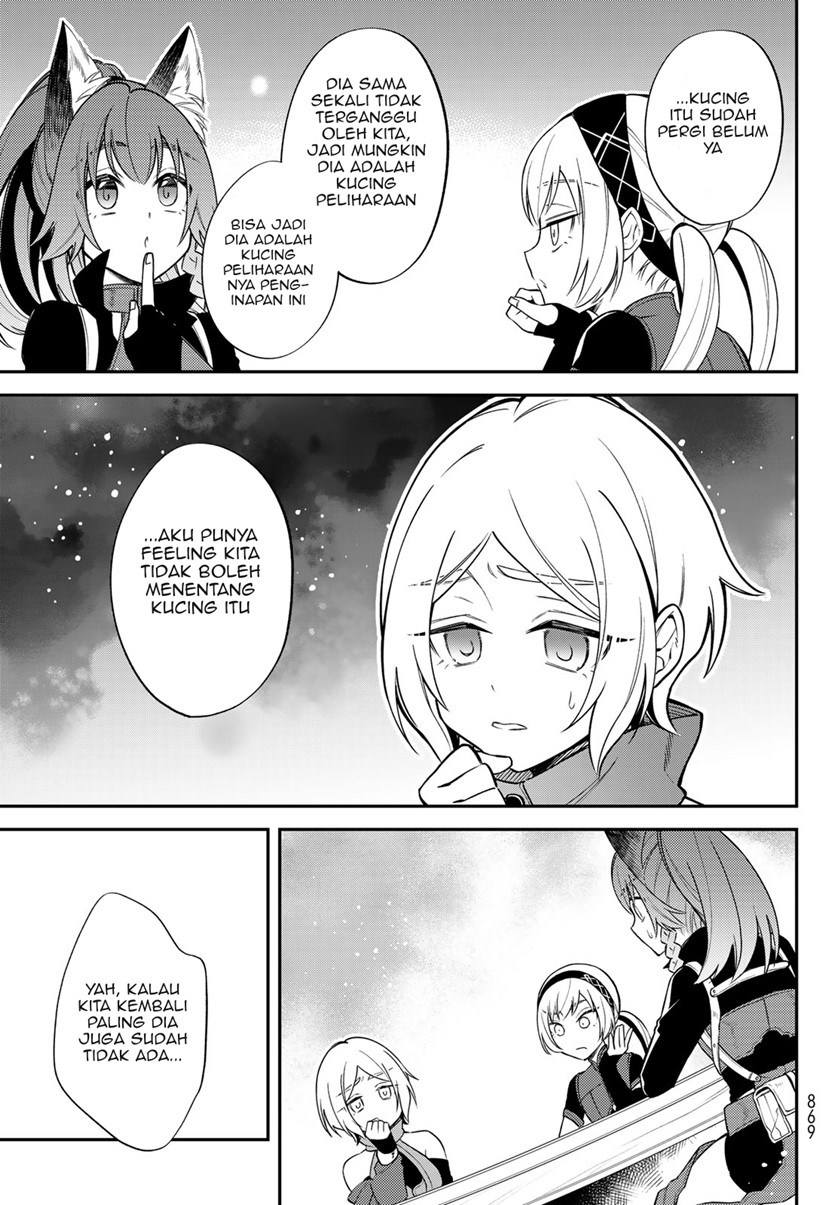 ...KUCING
ITU SUDAH
PERGI BELUM
YA
DIA SAMA
SEKALI TIDAK
TERGANGGU
OLEH KITA,
JADI MUNGKIN
DIA ADALAH
KUCING
PELIHARAAN
BISA JADI
DIA ADALAH
KUCING
PELIHARAAN
NYA PENG-
INAPAN INI
...AKU PUNYA
FEELING KITA
TIDAK BOLEH
MENENTANG
KUCING ITU
YAH, KALAU
KITA KEMBALI
PALING DIA
JUGA SUDAH
TIDAK ADA...
869